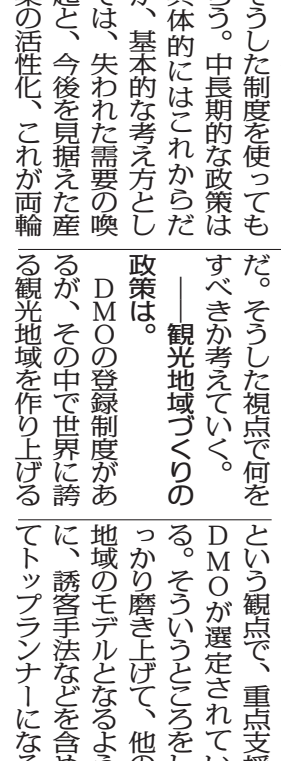 そうした制度を使っても
らう。中長期的な政策は
具体的にはこれからだ
が、基本的な考え方とし
ては、失われた需要の喚
起と、今後を見据えた産
業の活性化、これが両輪
だ。そうした視点で何を
すべきか考えていく。
――観光地域づくりの
政策は。
DMOの登録制度があ
るが、その中で世界に誇
る観光地域を作り上げる
という観点で、重点支援
DMOが選定されてい
る。そういうところをし
っかり磨き上げて、他の
地域のモデルとなるよう
に、誘客手法などを含め
てトップランナーになる